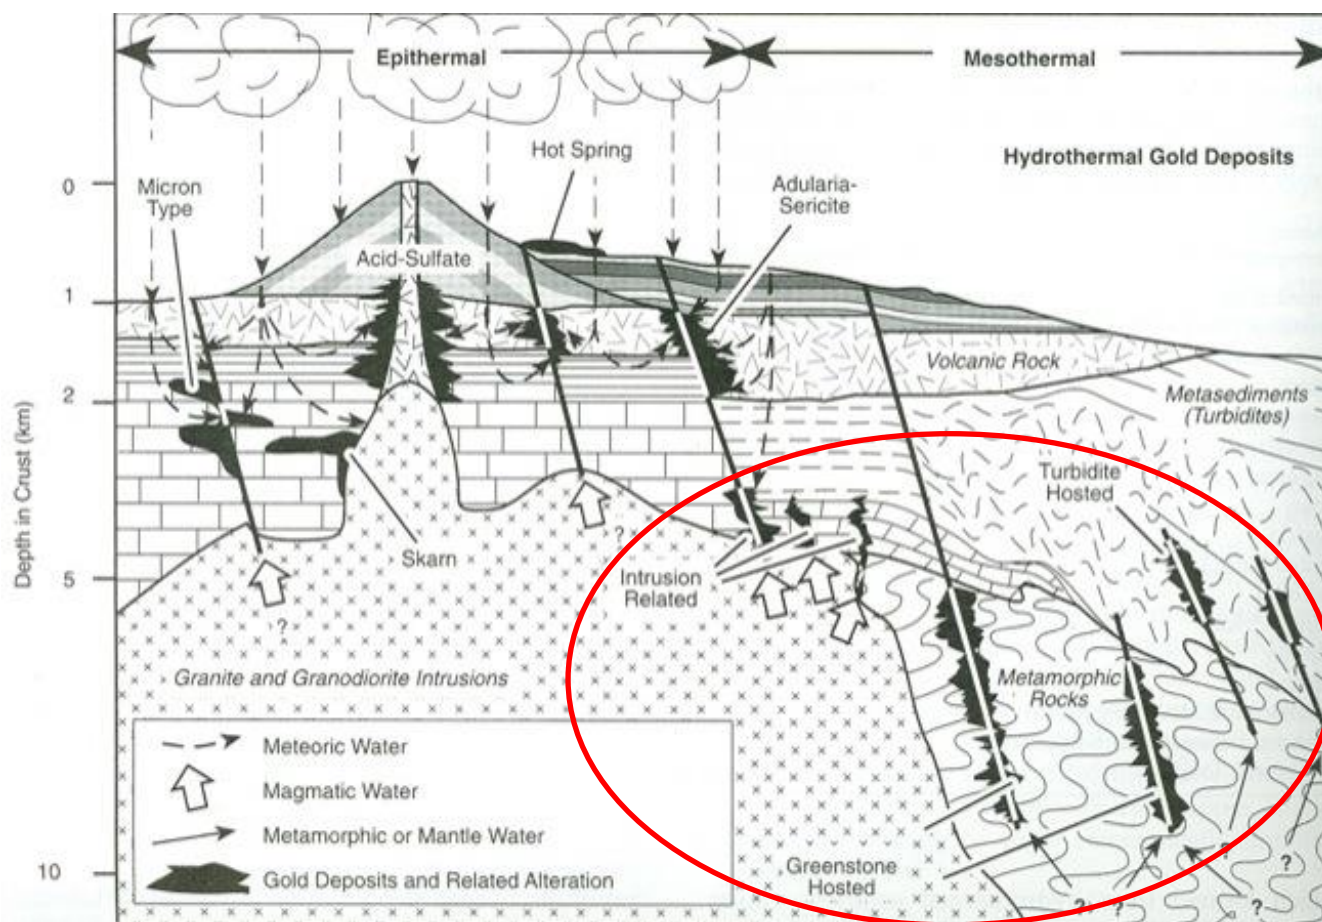 Epithermal
Mesothermal
Hydrothermal Gold Deposits
Hot Spring
Adularia-
Sericite
Micron
Type
Acid-Sulfate
0
1
2
5
10
Depth in Crust (km)
Volcanic Rock
Metasediments
(Turbidites)
Turbidite
Hosted
Skarn
?
?
Intrusion
Related
Granite and Granodiorite Intrusions
Metamorphic
Rocks
Greenstone
Hosted
? ? ? ?
?
Meteoric Water
Magmatic Water
Metamorphic or Mantle Water
Gold Deposits and Related Alteration